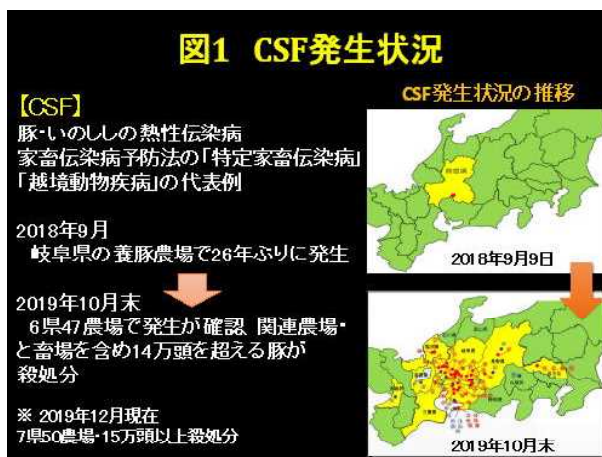 図1 CSF発生状況
【CSF】
豚・いのししの熱性伝染病
家畜伝染病予防法の「特定家畜伝染病」
「越境動物疾病」の代表例
2018年9月
岐阜県の養豚農場で26年ぶりに発生
2019年10月末
6県47農場で発生が確認 関連農場・
と畜場を含め14万頭を超える豚が
殺処分
※ 2019年12月現在
7県50農場・15万頭以上殺処分
CSF発生状況の推移
岐阜県
2018年9月9日
2019年10月末